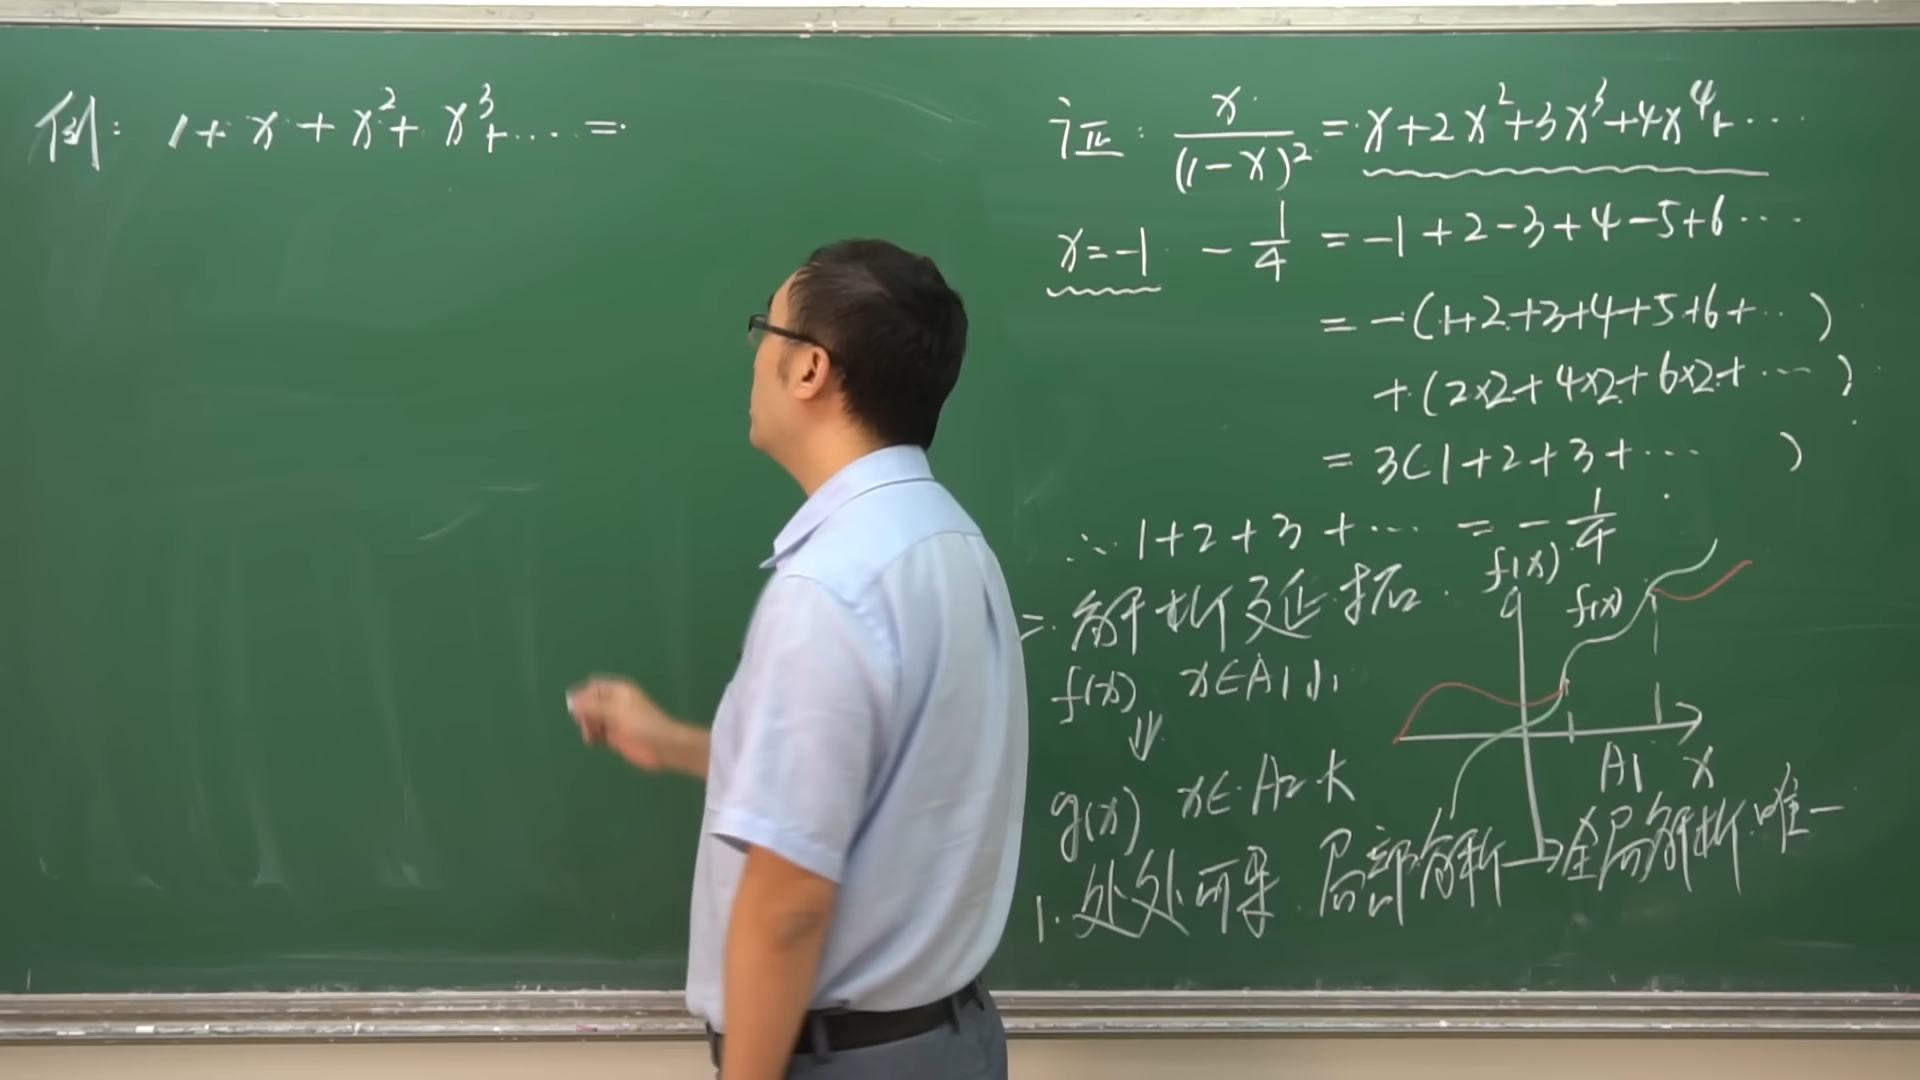 例: 1+x+x²+x³+.... =
证: x/(1-x)² = x+2x²+3x³+4x⁴+...
x=-1 -1/4 = -1+2-3+4-5+6...
= -(1+2+3+4+5+6+...)
+(2×2+4×2+6×2+...)
= 3(1+2+3+... )
∴ 1+2+3+... = -1/4
二. 解析延拓.
f(x) x∈A1小
⇓
g(x) x∈A2大
1. 处处可导. 局部解析→全局解析唯一
f(x)
f(x)
A1 x